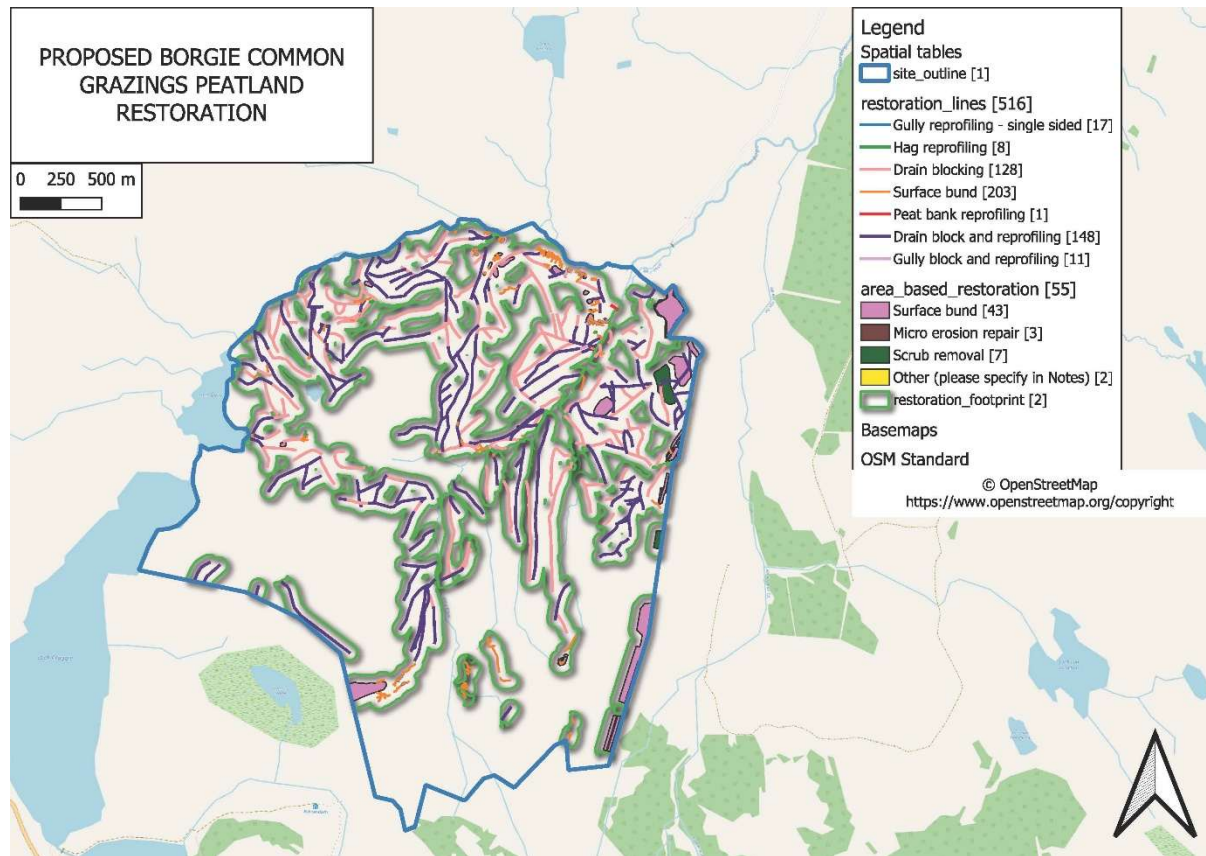 PROPOSED BORGIE COMMON
GRAZINGS PEATLAND
RESTORATION
0 250 500 m
Legend
Spatial tables
site_outline [1]
restoration_lines [516]
Gully reprofiling - single sided [17]
Hag reprofiling [8]
Drain blocking [128]
Surface bund [203]
Peat bank reprofiling [1]
Drain block and reprofiling [148]
Gully block and reprofiling [11]
area_based_restoration [55]
Surface bund [43]
Micro erosion repair [3]
Scrub removal [7]
Other (please specify in Notes) [2]
restoration_footprint [2]
Basemaps
OSM Standard
© OpenStreetMap
https://www.openstreetmap.org/copyright